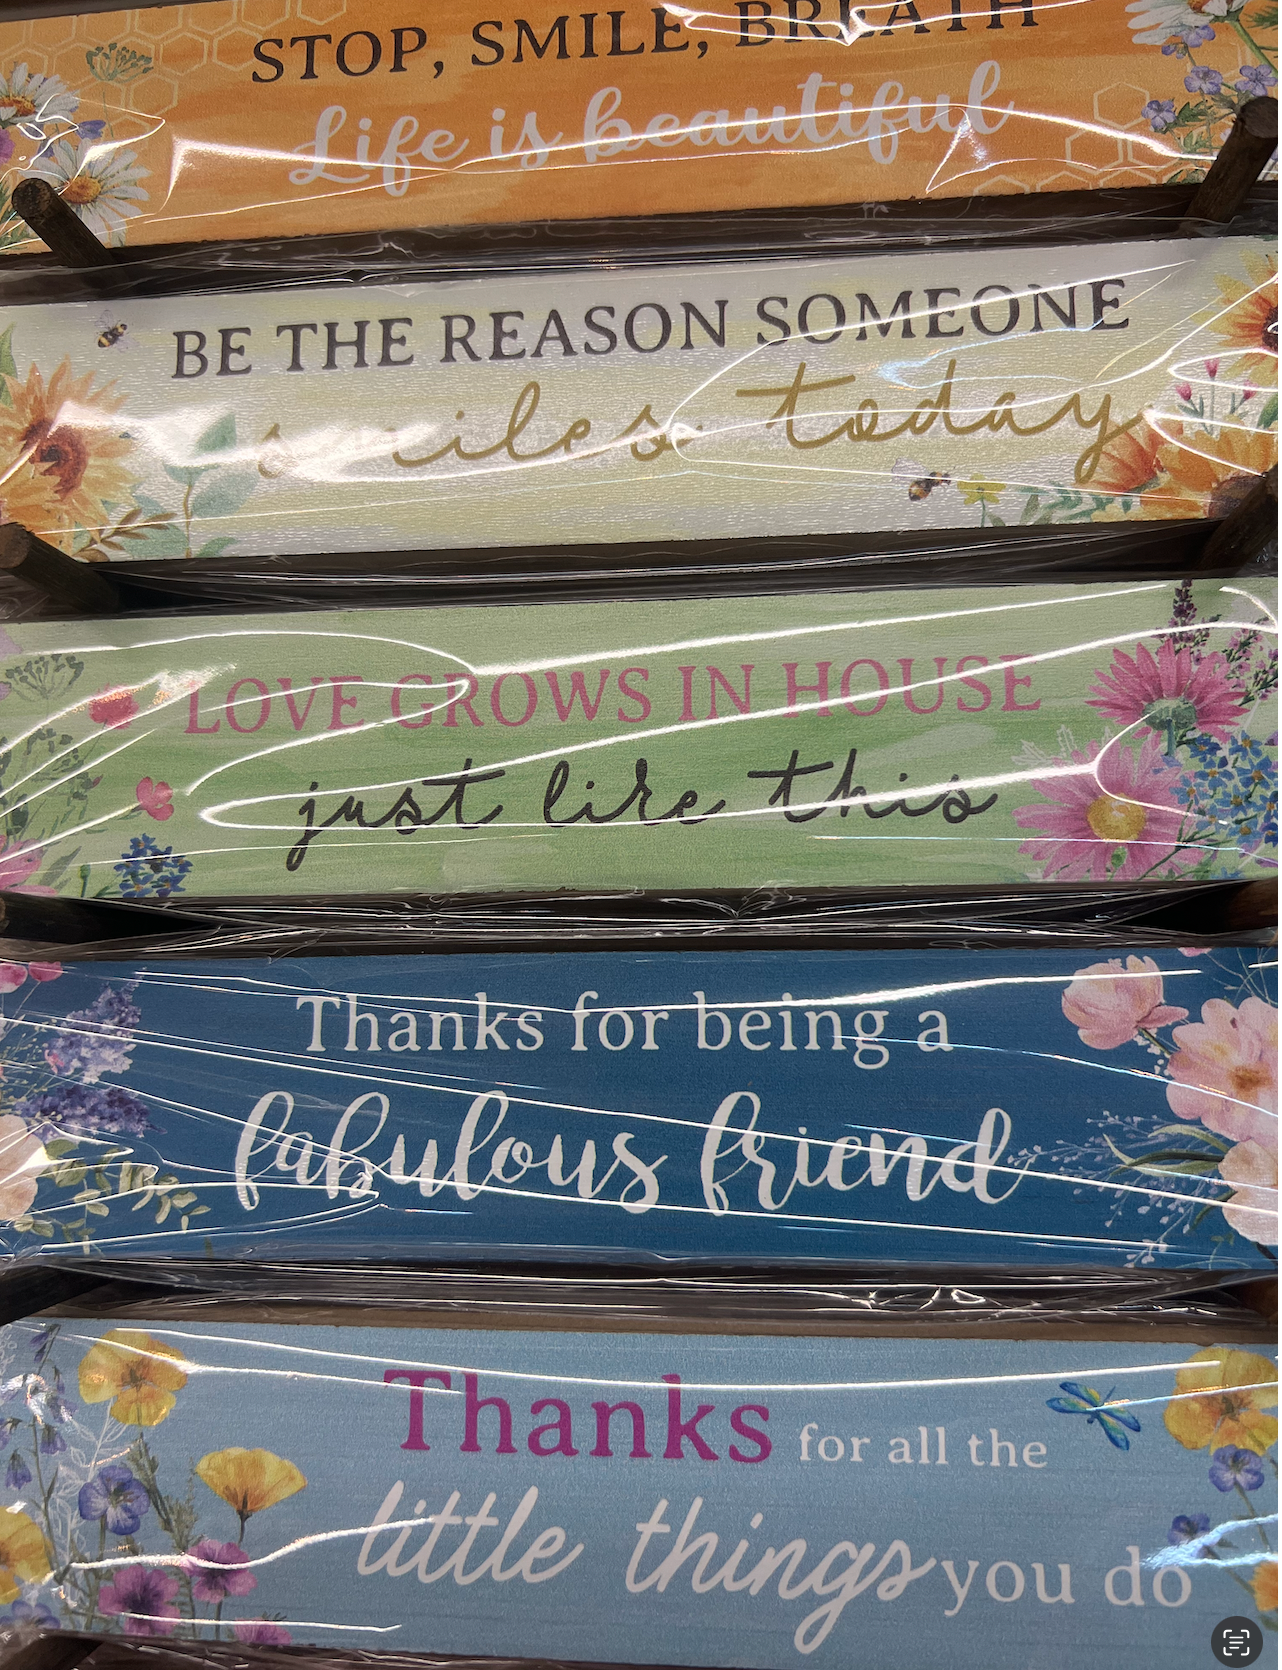 STOP, SMILE, BREATH
Life is beautiful
BE THE REASON SOMEONE
smiles today
LOVE GROWS IN HOUSE
just like this
Thanks for being a
fabulous friend
Thanks for all the
little things you do